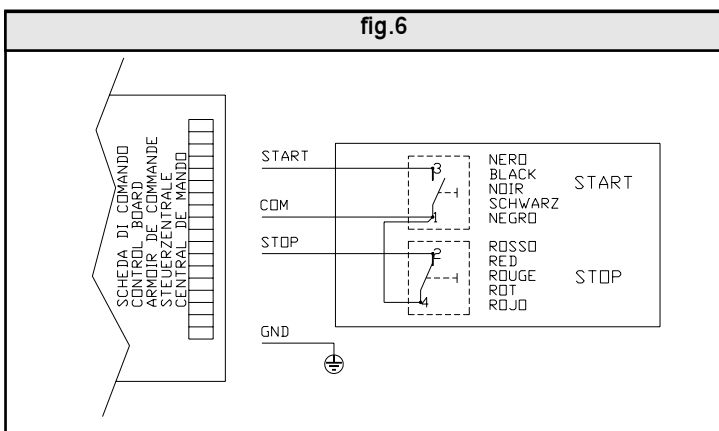 fig.6
SCHEDA DI COMANDO
CONTROL BOARD
ARMOIR DE COMMANDE
STEUERZENTRALE
CENTRAL DE MANDO
START
COM
STOP
GND
3
1
NERO
BLACK
NOIR
SCHWARZ
NEGRO
START
2
4
ROSSO
RED
ROUGE
ROT
ROJO
STOP